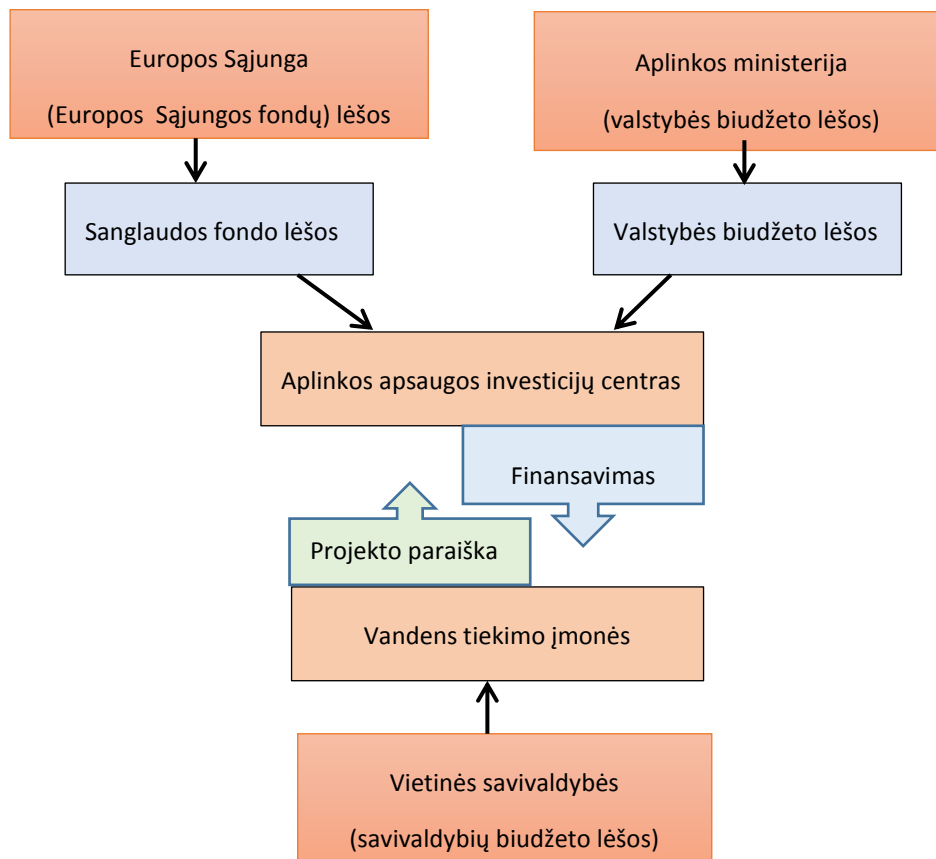 Europos Sąjunga
(Europos Sąjungos fondų) lėšos
Aplinkos ministerija
(valstybės biudžeto lėšos)
Sanglaudos fondo lėšos
Valstybės biudžeto lėšos
Aplinkos apsaugos investicijų centras
Finansavimas
Projekto paraiška
Vandens tiekimo įmonės
Vietinės savivaldybės
(savivaldybių biudžeto lėšos)